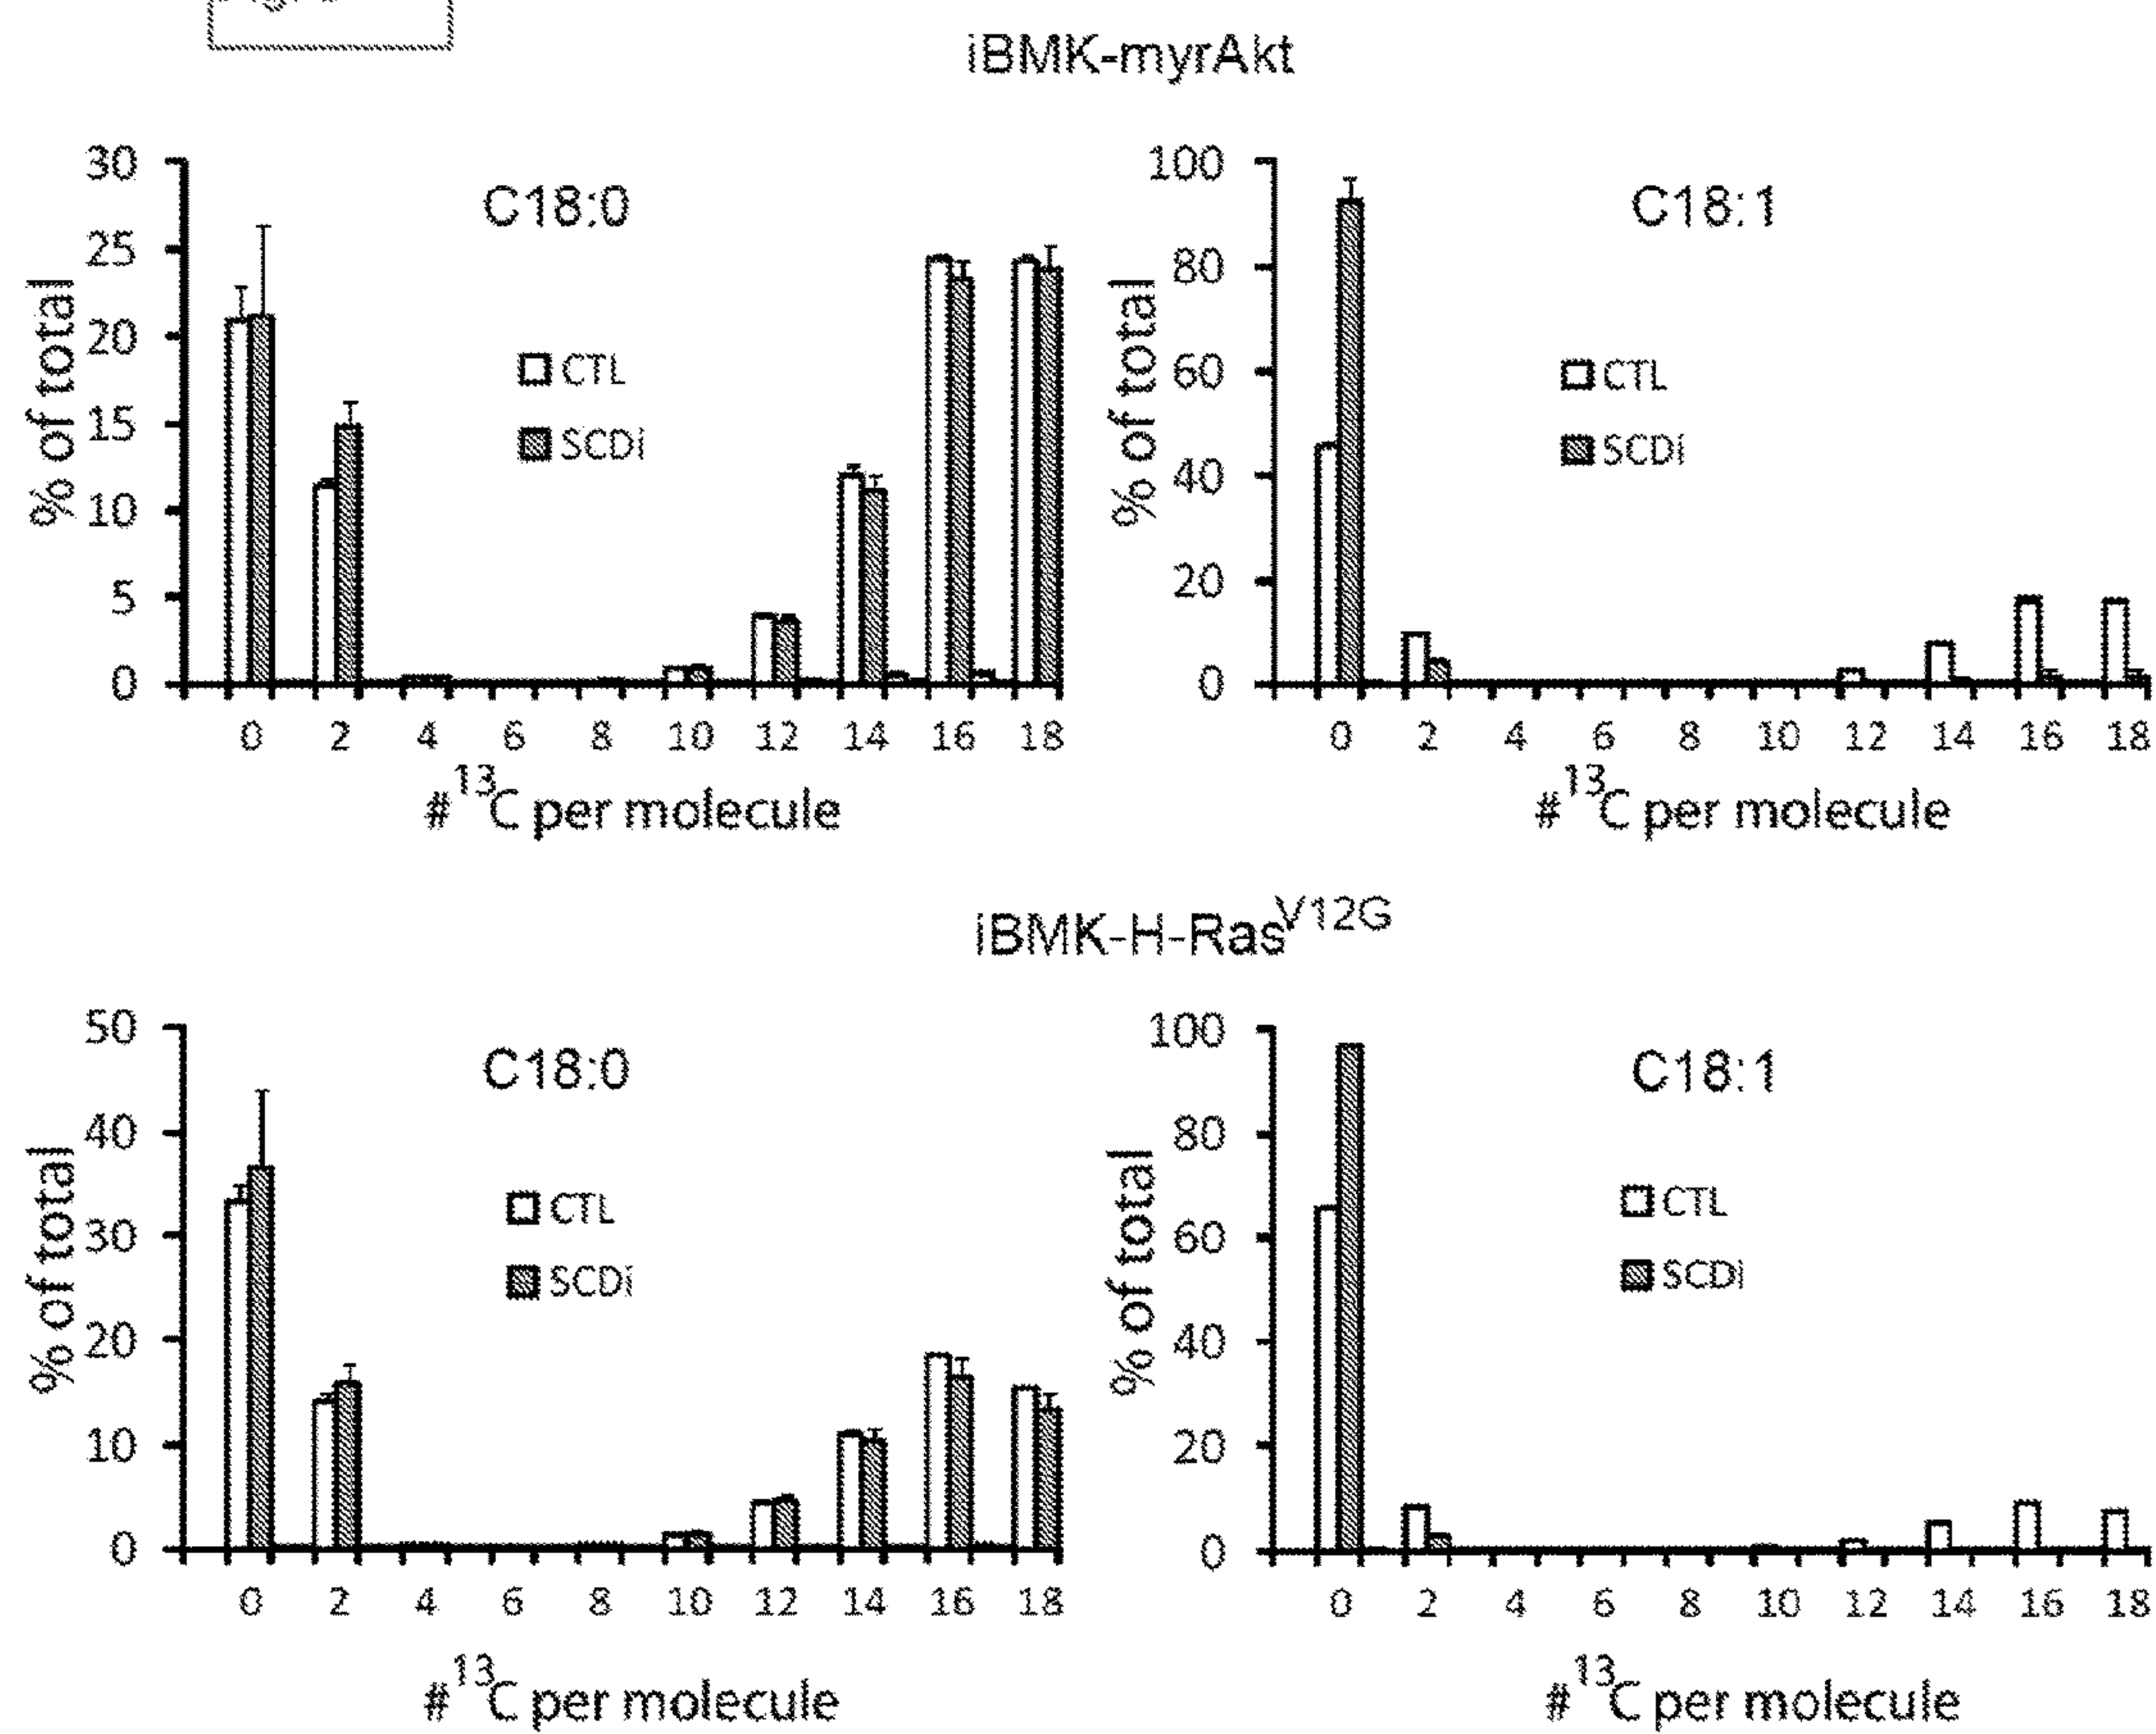 iBMK-myrAkt
C18:0
CTL
SCDi
% of total
30
25
20
15
10
5
0
0 2 4 6 8 10 12 14 16 18
# 13C per molecule
C18:1
CTL
SCDi
% of total
100
80
60
40
20
0
0 2 4 6 8 10 12 14 16 18
# 13C per molecule
iBMK-H-RasV12G
C18:0
CTL
SCDi
% of total
50
40
30
20
10
0
0 2 4 6 8 10 12 14 16 18
# 13C per molecule
C18:1
CTL
SCDi
% of total
100
80
60
40
20
0
0 2 4 6 8 10 12 14 16 18
# 13C per molecule